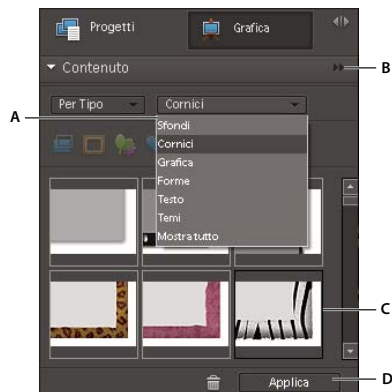 Progetti
Grafica
Contenuto
B
Per Tipo
Cornici
A
Sfondi
Cornici
Grafica
Forme
Testo
Temi
Mostra tutto
C
Applica
D